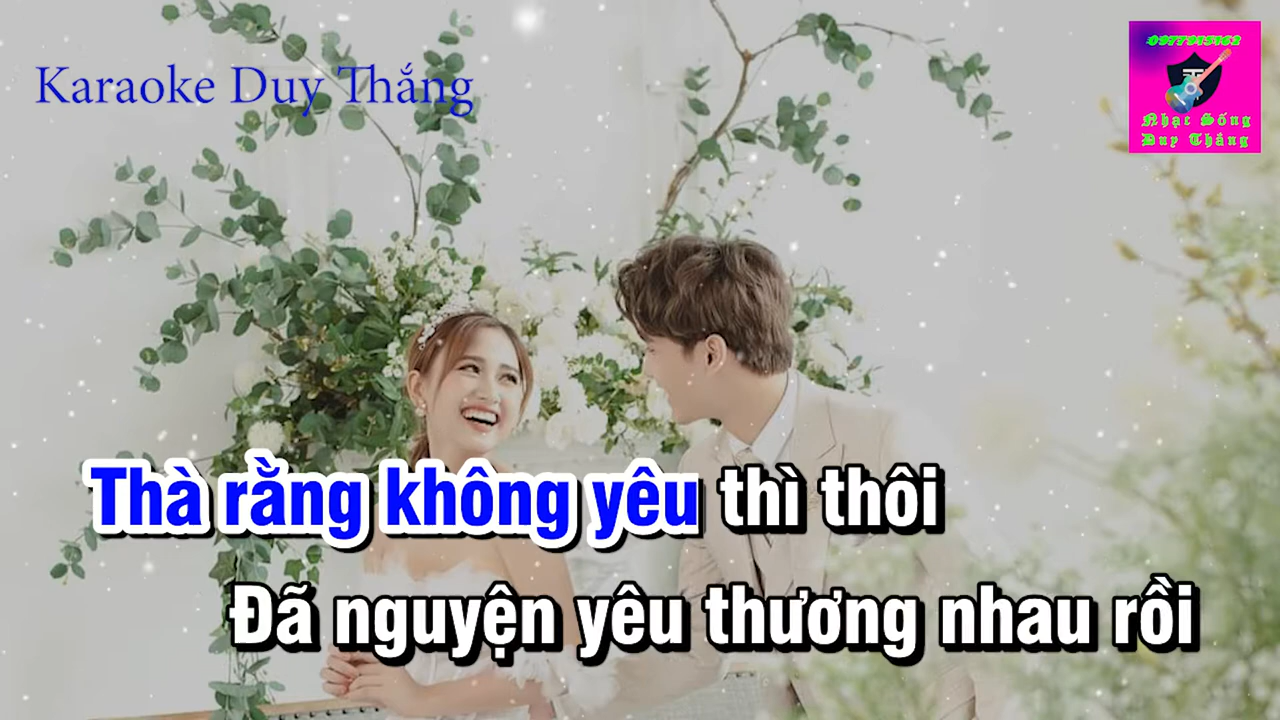 Karaoke Duy Thắng
0977915162
Nhạc Sống
Duy Thắng
Thà rằng không yêu thì thôi
Đã nguyện yêu thương nhau rồi